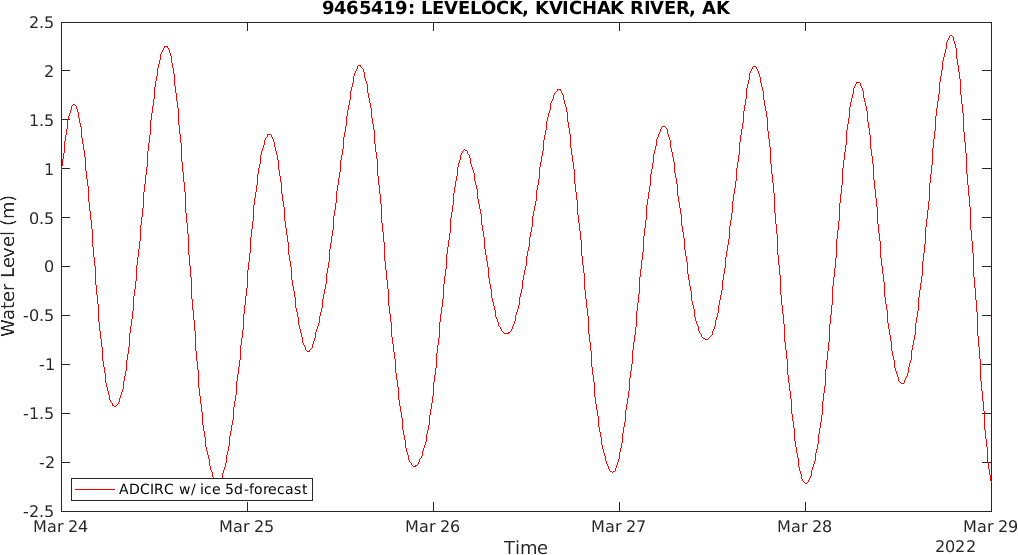 9465419: LEVELOCK, KVICHAK RIVER, AK
2.5
2
1.5
1
0.5
0
-0.5
-1
-1.5
-2
-2.5
Water Level (m)
ADCIRC w/ ice 5d-forecast
Mar 24 Mar 25 Mar 26 Mar 27 Mar 28 Mar 29
Time
2022